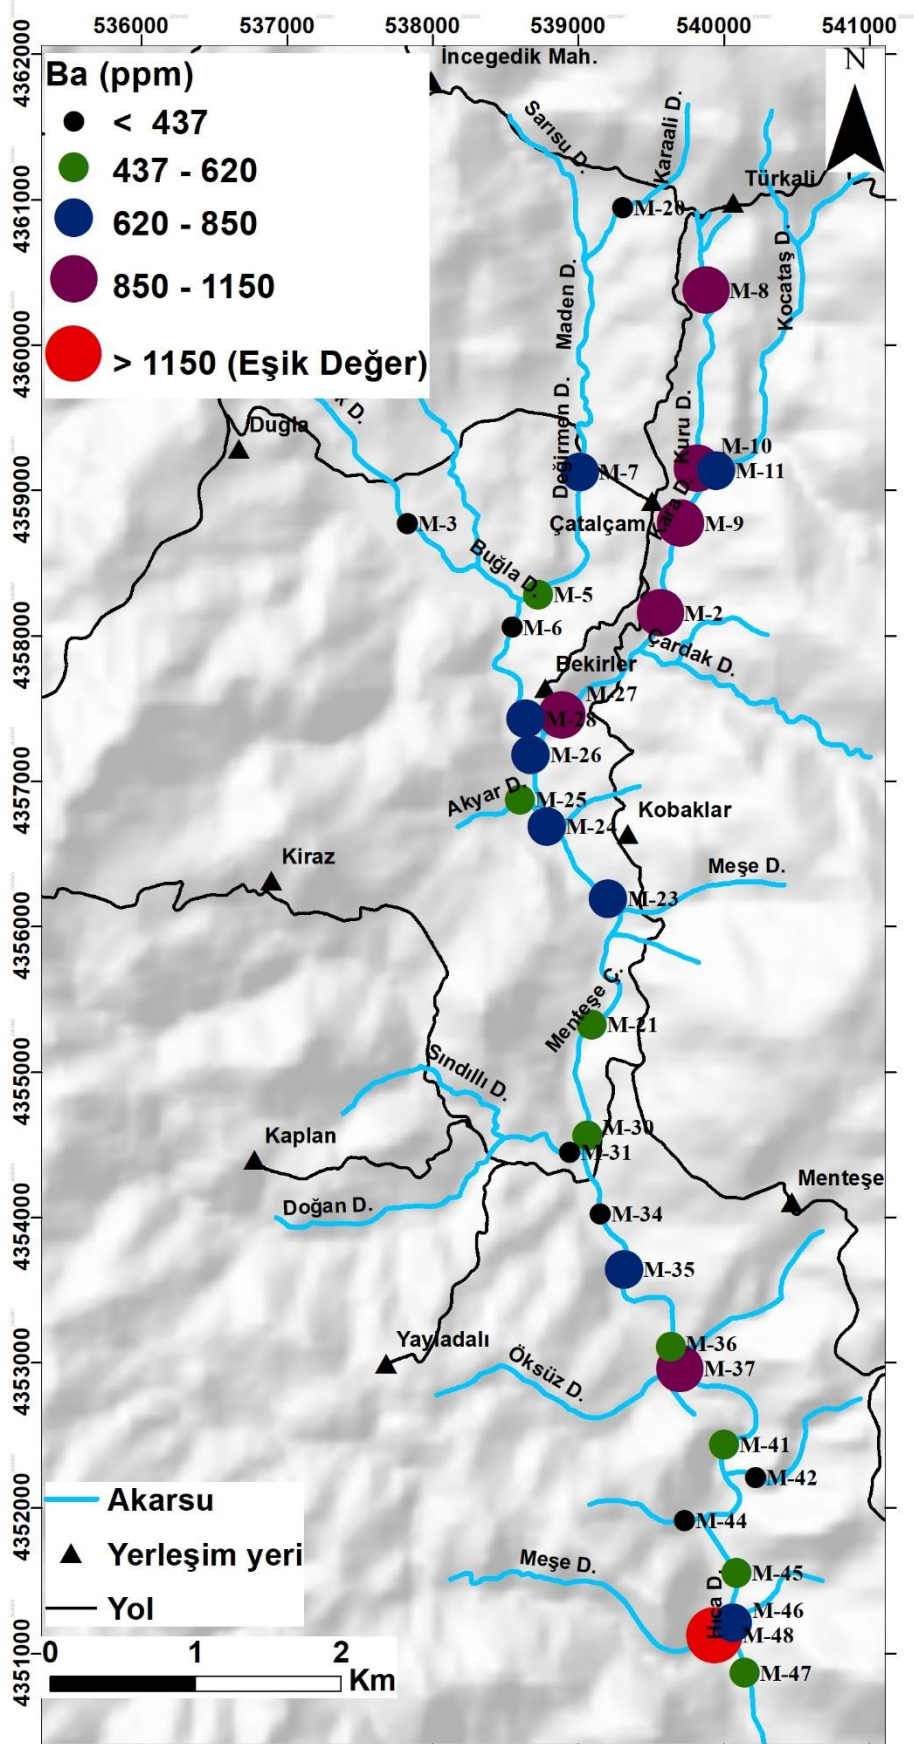 536000 537000 538000 539000 540000 541000
4362000
4361000
4360000
4359000
4358000
4357000
4356000
4355000
4354000
4353000
4352000
4351000
Ba (ppm)
< 437
437 - 620
620 - 850
850 - 1150
> 1150 (Eşik Değer)
N
İncegedik Mah.
Sarısu D.
Karaali D.
Türkali
M-20
Kocataş D.
Maden D.
M-8
D.
Dugla
Değirmen D.
Kuru D.
M-10
M-7
M-11
Kara D.
M-3
Çatalçam
M-9
Buğla D.
M-5
M-6
M-2
Çardak D.
Bekirler
M-27
M-28
M-26
Akyar D.
M-25
M-24
Kobaklar
Kiraz
Meşe D.
M-23
Menteşe Ç.
M-21
Sındıllı D.
Kaplan
M-30
M-31
Menteşe
Doğan D.
M-34
M-35
Yayladalı
M-36
Öksüz D.
M-37
M-41
M-42
M-44
Akarsu
Yerleşim yeri
Yol
Meşe D.
M-45
Hıca D.
M-46
M-48
M-47
0 1 2
Km